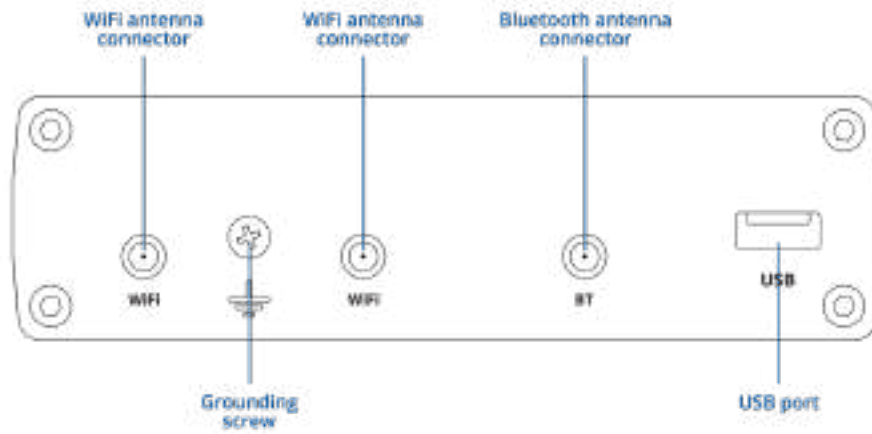 WiFi antenna
connector
WiFi antenna
connector
Bluetooth antenna
connector
WiFi
WiFi
BT
USB
Grounding
screw
USB port